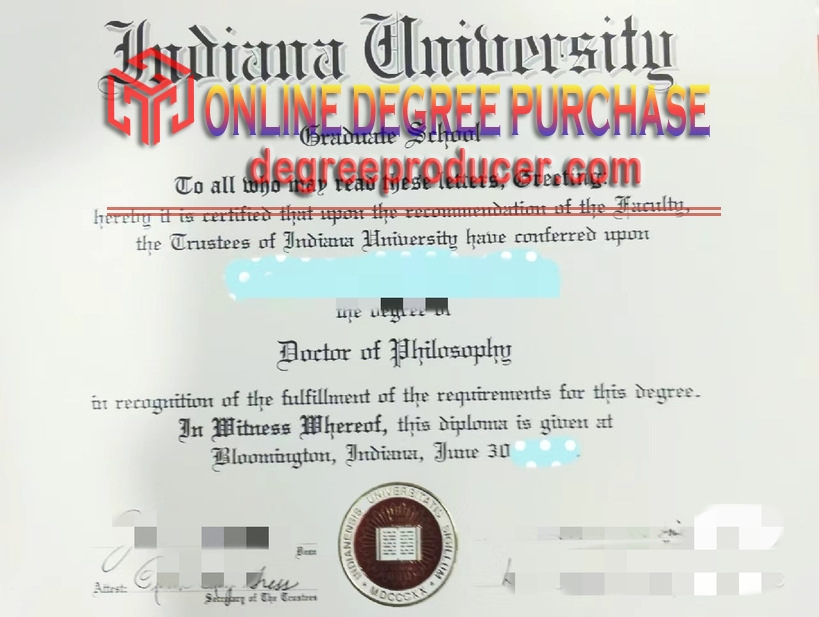 Indiana University
ONLINE DEGREE PURCHASE
Graduate School
degreeproducer.com
To all who may read these letters, Greeting:
hereby it is certified that upon the recommendation of the Faculty,
the Trustees of Indiana University have conferred upon
the degree of
Doctor of Philosophy
in recognition of the fulfillment of the requirements for this degree.
In Witness Whereof, this diploma is given at
Bloomington, Indiana, June 30
INDIANENSIS UNIVERSITATIS SIGILLUM
MDCCCXX
Dean
Attest:
Secretary of The Trustees